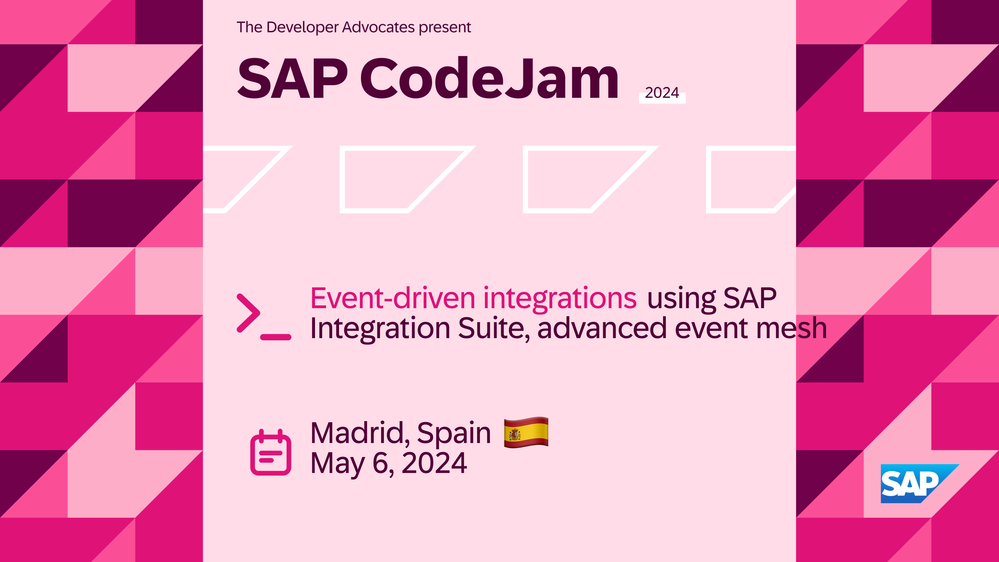 The Developer Advocates present
SAP CodeJam 2024
Event-driven integrations using SAP
Integration Suite, advanced event mesh
Madrid, Spain 🇪🇸
May 6, 2024
SAP